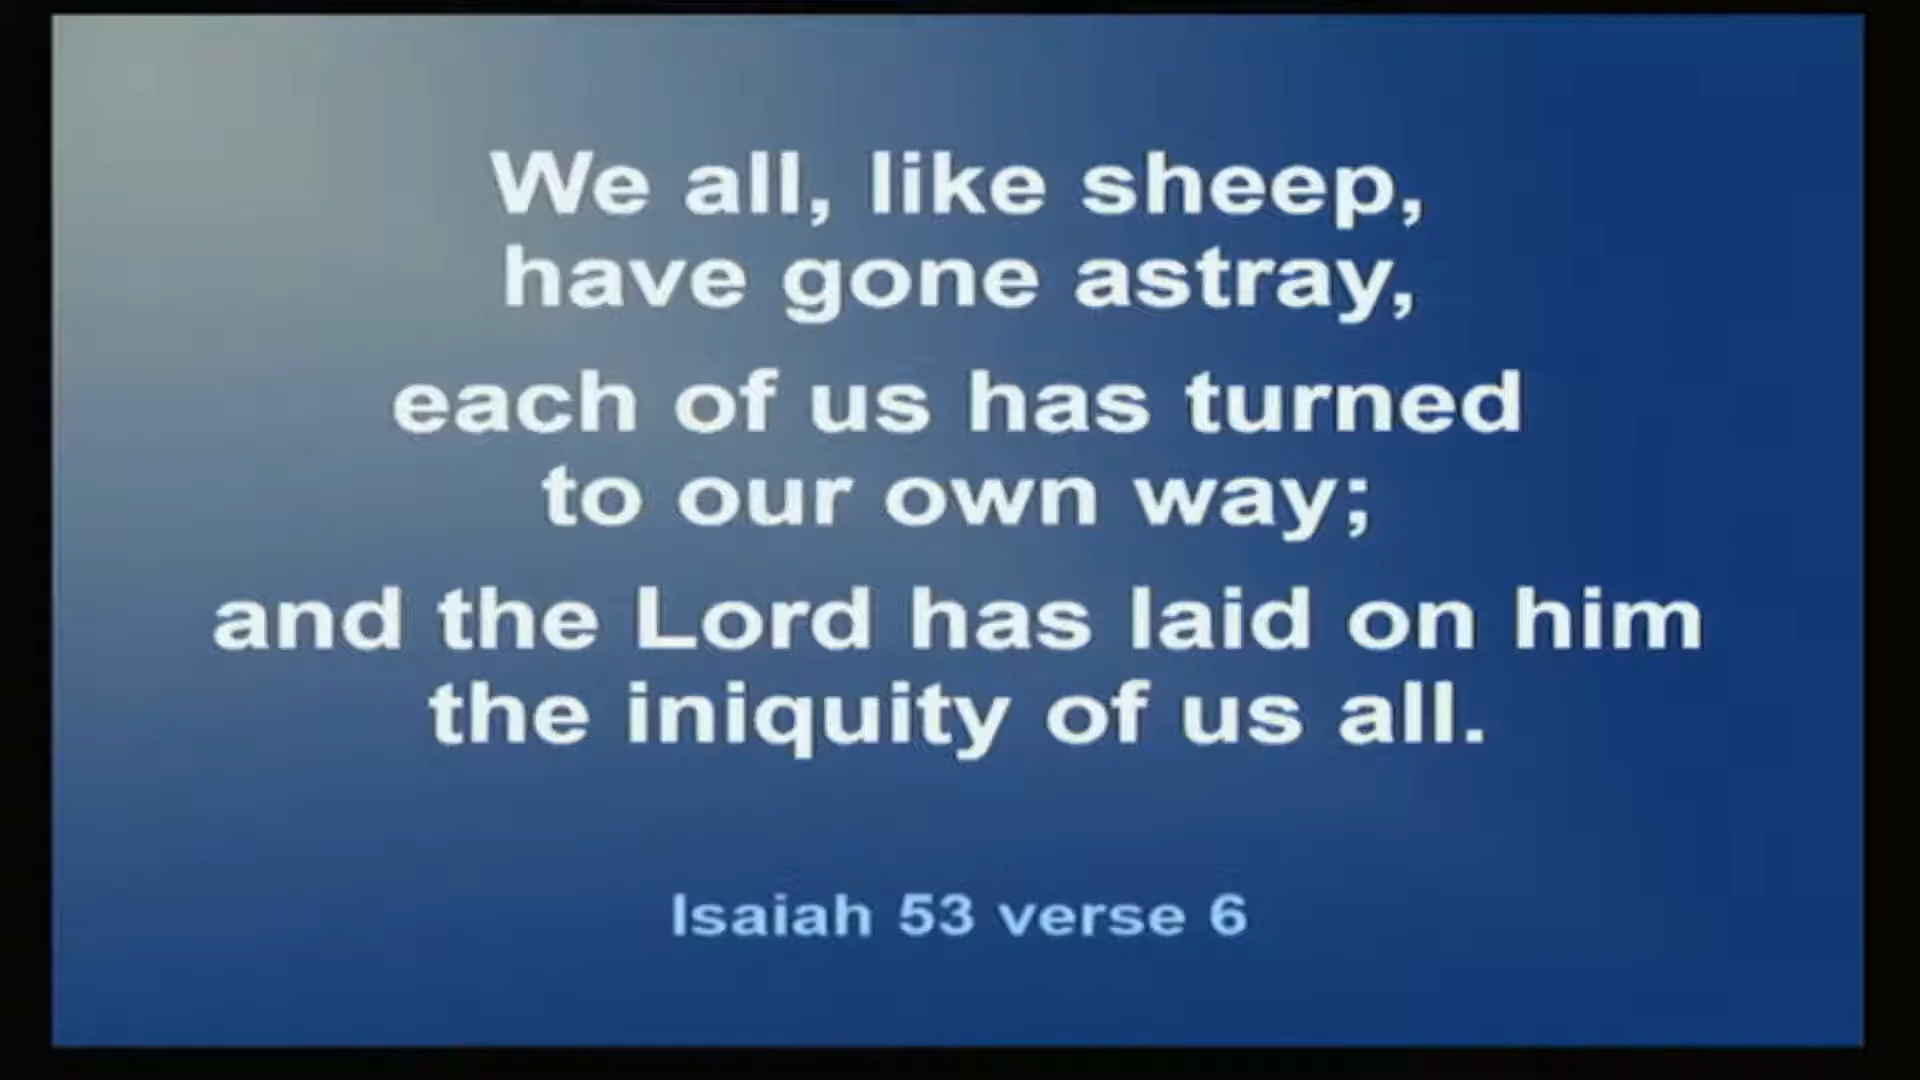 We all, like sheep,
have gone astray,
each of us has turned
to our own way;
and the Lord has laid on him
the iniquity of us all.
Isaiah 53 verse 6